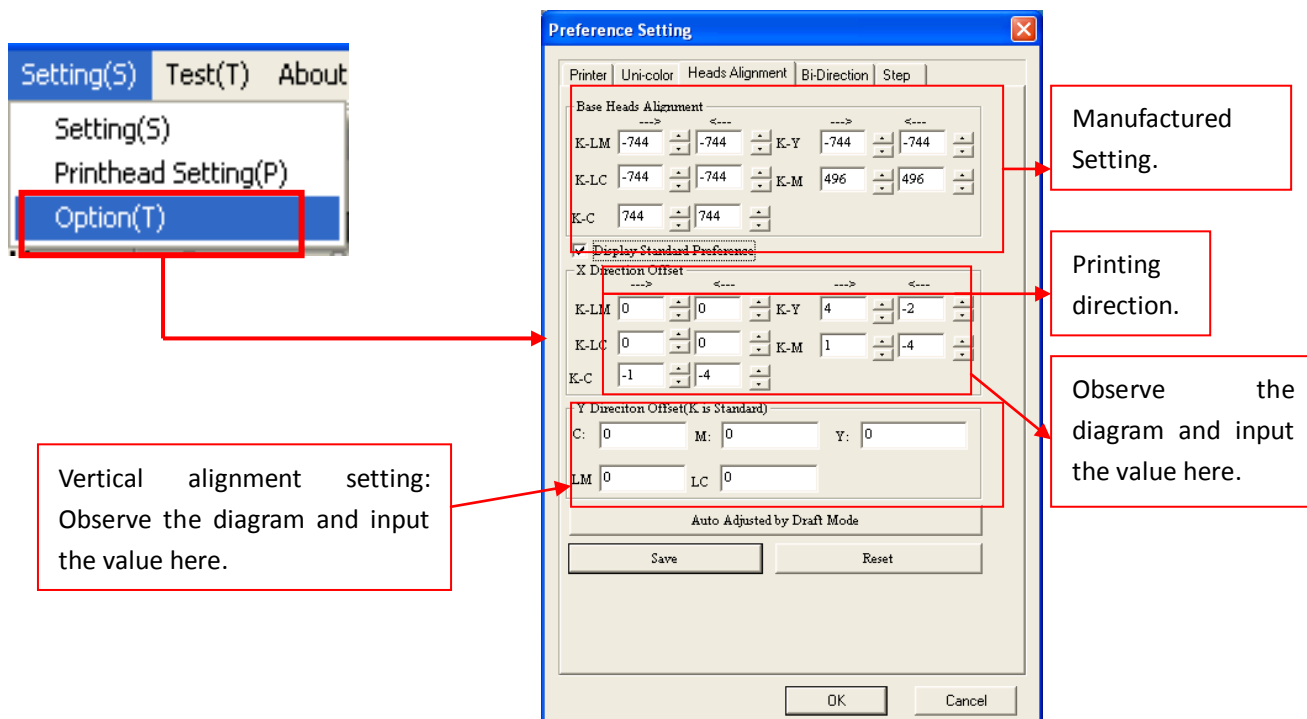 Setting(S) Test(T) About
Setting(S)
Printhead Setting(P)
Option(T)
Preference Setting
Printer Uni-color Heads Alignment Bi-Direction Step
Base Heads Alignment
---> <--- ---> <---
K-LM -744 -744 K-Y -744 -744
K-LC -744 -744 K-M 496 496
K-C 744 744
Display Standard Preference
X Direction Offset
---> <--- ---> <---
K-LM 0 0 K-Y 4 -2
K-LC 0 0 K-M 1 -4
K-C -1 -4
Y Direciton Offset(K is Standard)
C: 0 M: 0 Y: 0
LM 0 LC 0
Auto Adjusted by Draft Mode
Save Reset
OK Cancel
Manufactured
Setting.
Printing
direction.
Observe the
diagram and input
the value here.
Vertical alignment setting:
Observe the diagram and input
the value here.